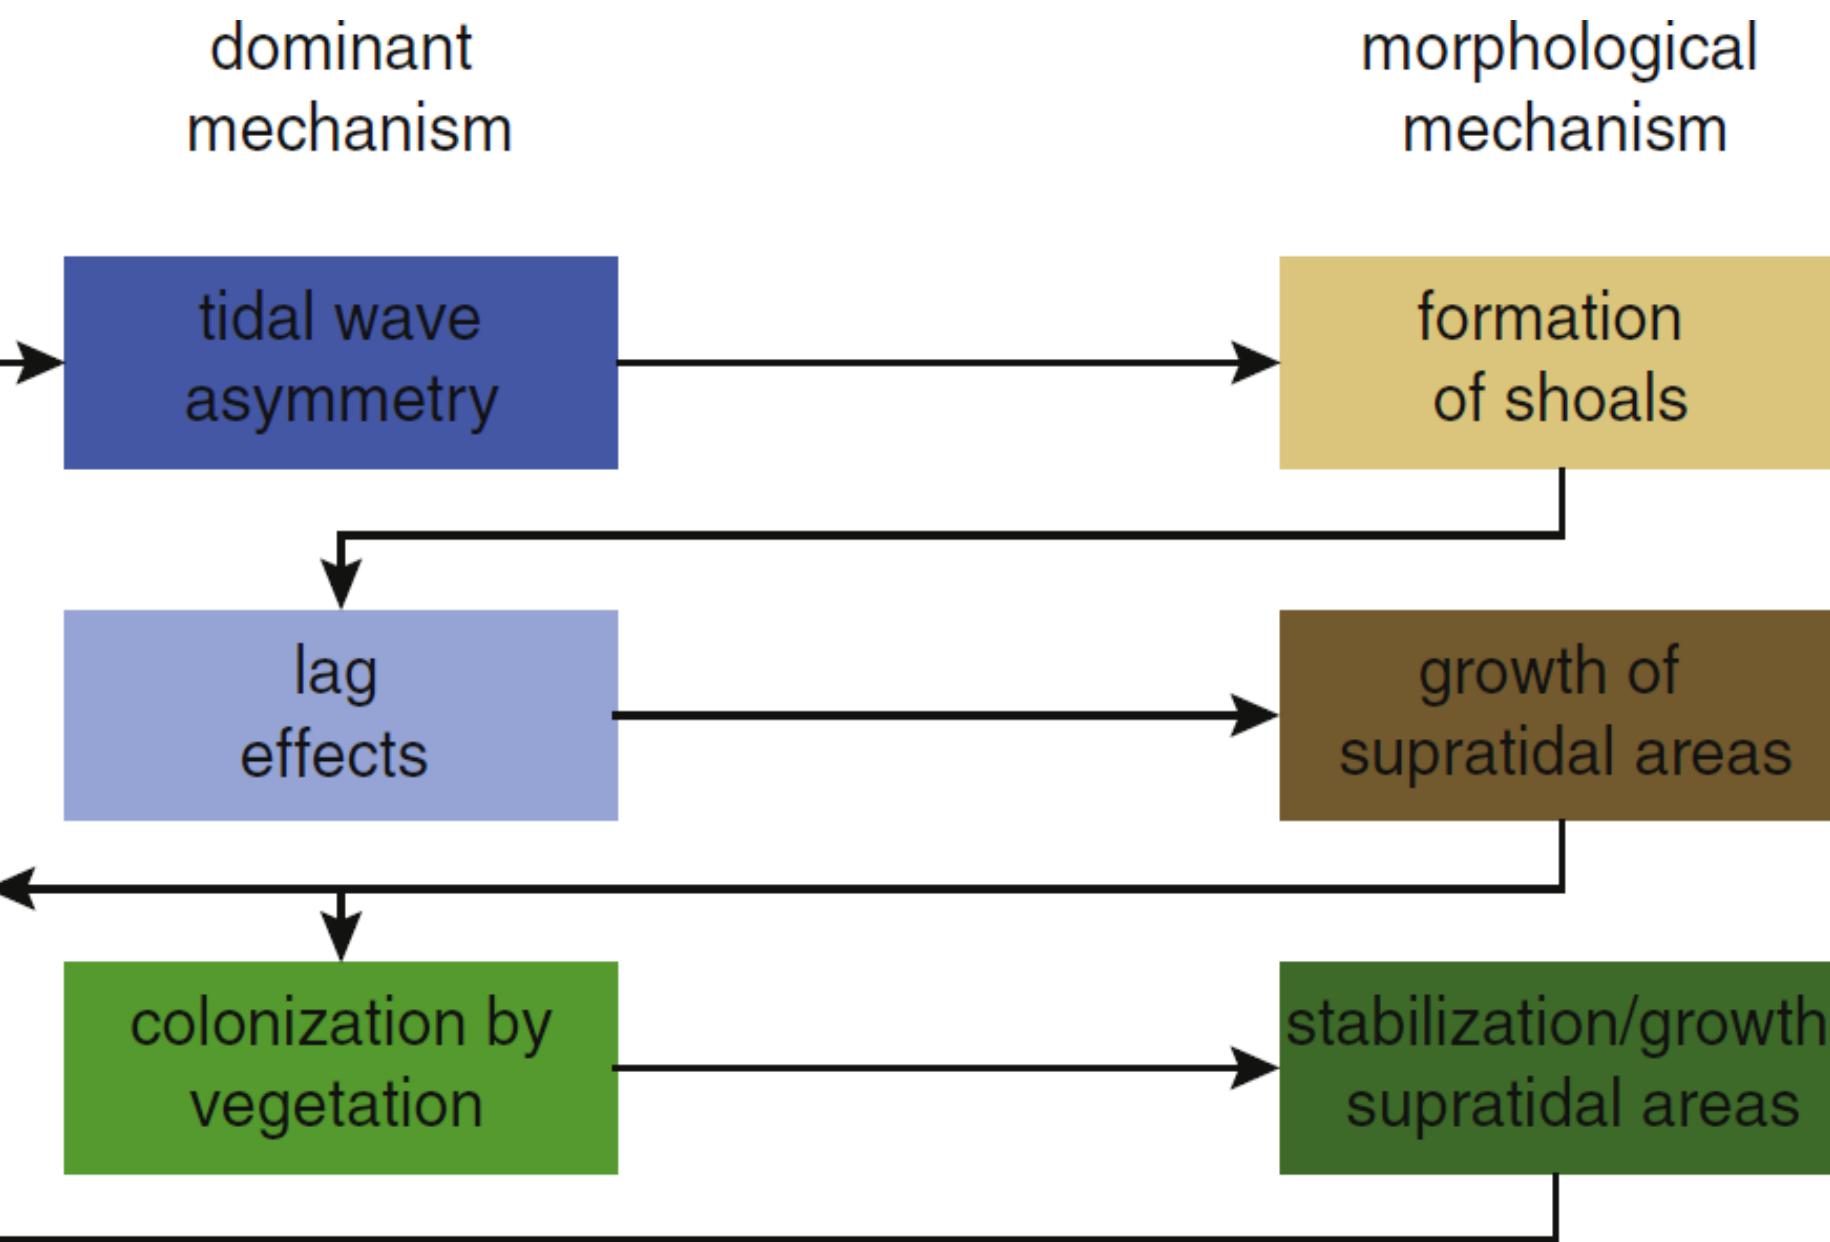 dominant
mechanism
morphological
mechanism
tidal wave
asymmetry
formation
of shoals
lag
effects
growth of
supratidal areas
colonization by
vegetation
stabilization/growth
supratidal areas